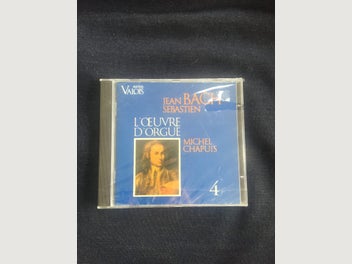 VALOIS
JEAN BACH
SEBASTIEN
L'ŒUVRE
D'ORGUE
MICHEL
CHAPUIS
4